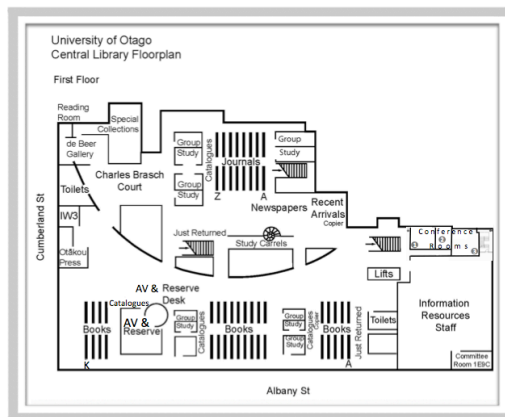 University of Otago
Central Library Floorplan
First Floor
Reading
Room
Special
Collections
de Beer
Gallery
Group
Study
Catalogues
Journals
Group
Study
Charles Brasch
Court
Toilets
Group
Study
Z
A
Newspapers
Recent
Arrivals
Copier
IW3
Cumberland St
Just Returned
Study Carrels
Conference
Rooms
Otākou
Press
Lifts
AV & Reserve
Desk
Catalogues
AV &
Reserve
Books
Group
Study
Catalogues
Books
Group
Study
Group
Study
Catalogues
Copier
Books
Just Returned
Toilets
Information
Resources
Staff
K
A
Committee
Room 1E9C
Albany St